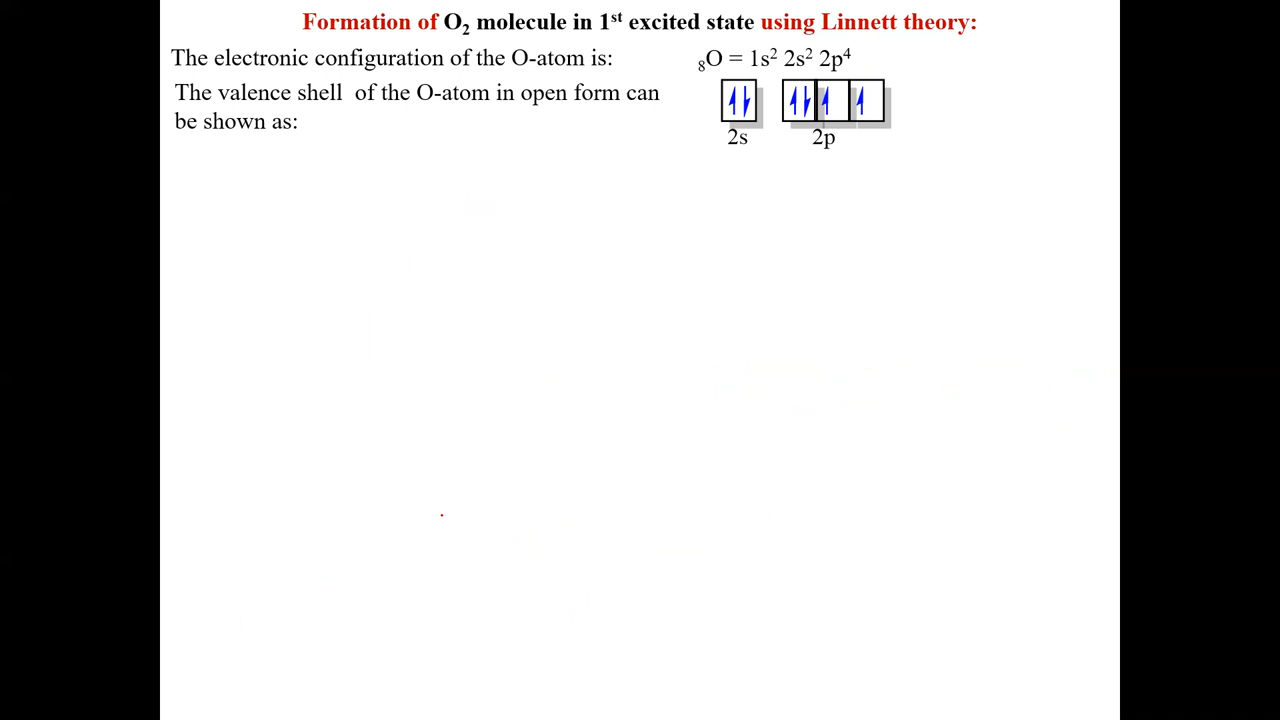 Formation of O₂ molecule in 1ˢᵗ excited state using Linnett theory:
The electronic configuration of the O-atom is: ₈O = 1s² 2s² 2p⁴
The valence shell of the O-atom in open form can
be shown as:
2s 2p